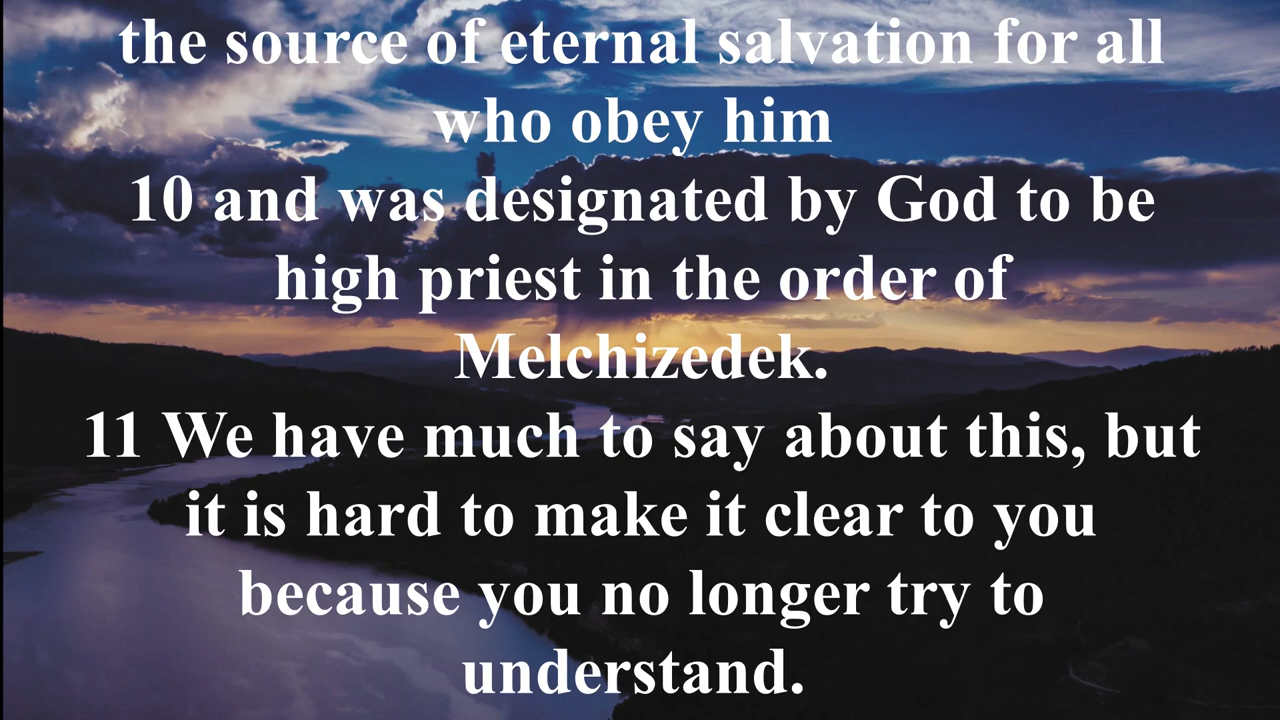 the source of eternal salvation for all
who obey him
10 and was designated by God to be
high priest in the order of
Melchizedek.
11 We have much to say about this, but
it is hard to make it clear to you
because you no longer try to
understand.